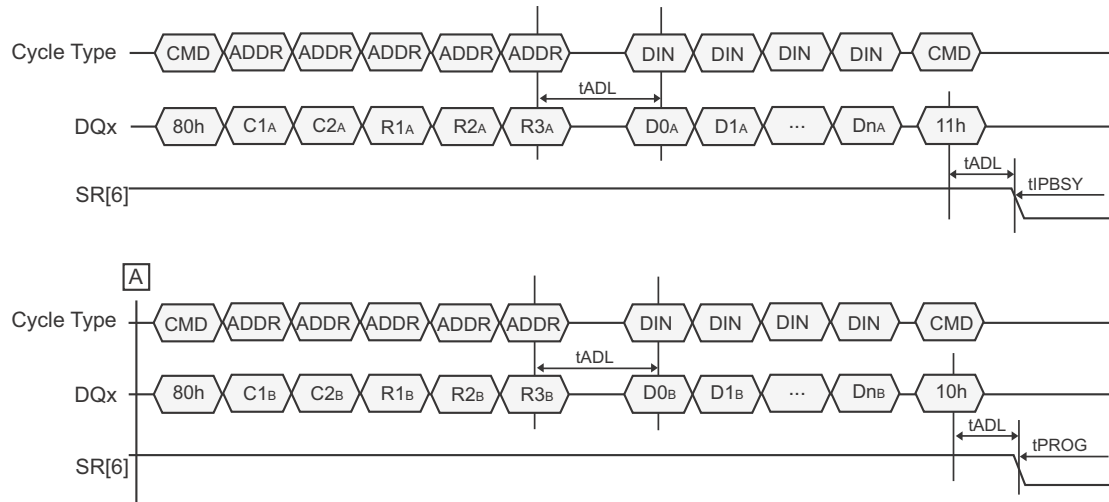 Cycle Type CMD ADDR ADDR ADDR ADDR ADDR DIN DIN DIN DIN CMD
tADL
DQx 80h C1A C2A R1A R2A R3A D0A D1A ... DnA 11h
tADL
SR[6] tIPBSY
A
Cycle Type CMD ADDR ADDR ADDR ADDR ADDR DIN DIN DIN DIN CMD
tADL
DQx 80h C1B C2B R1B R2B R3B D0B D1B ... DnB 10h
tADL
SR[6] tPROG